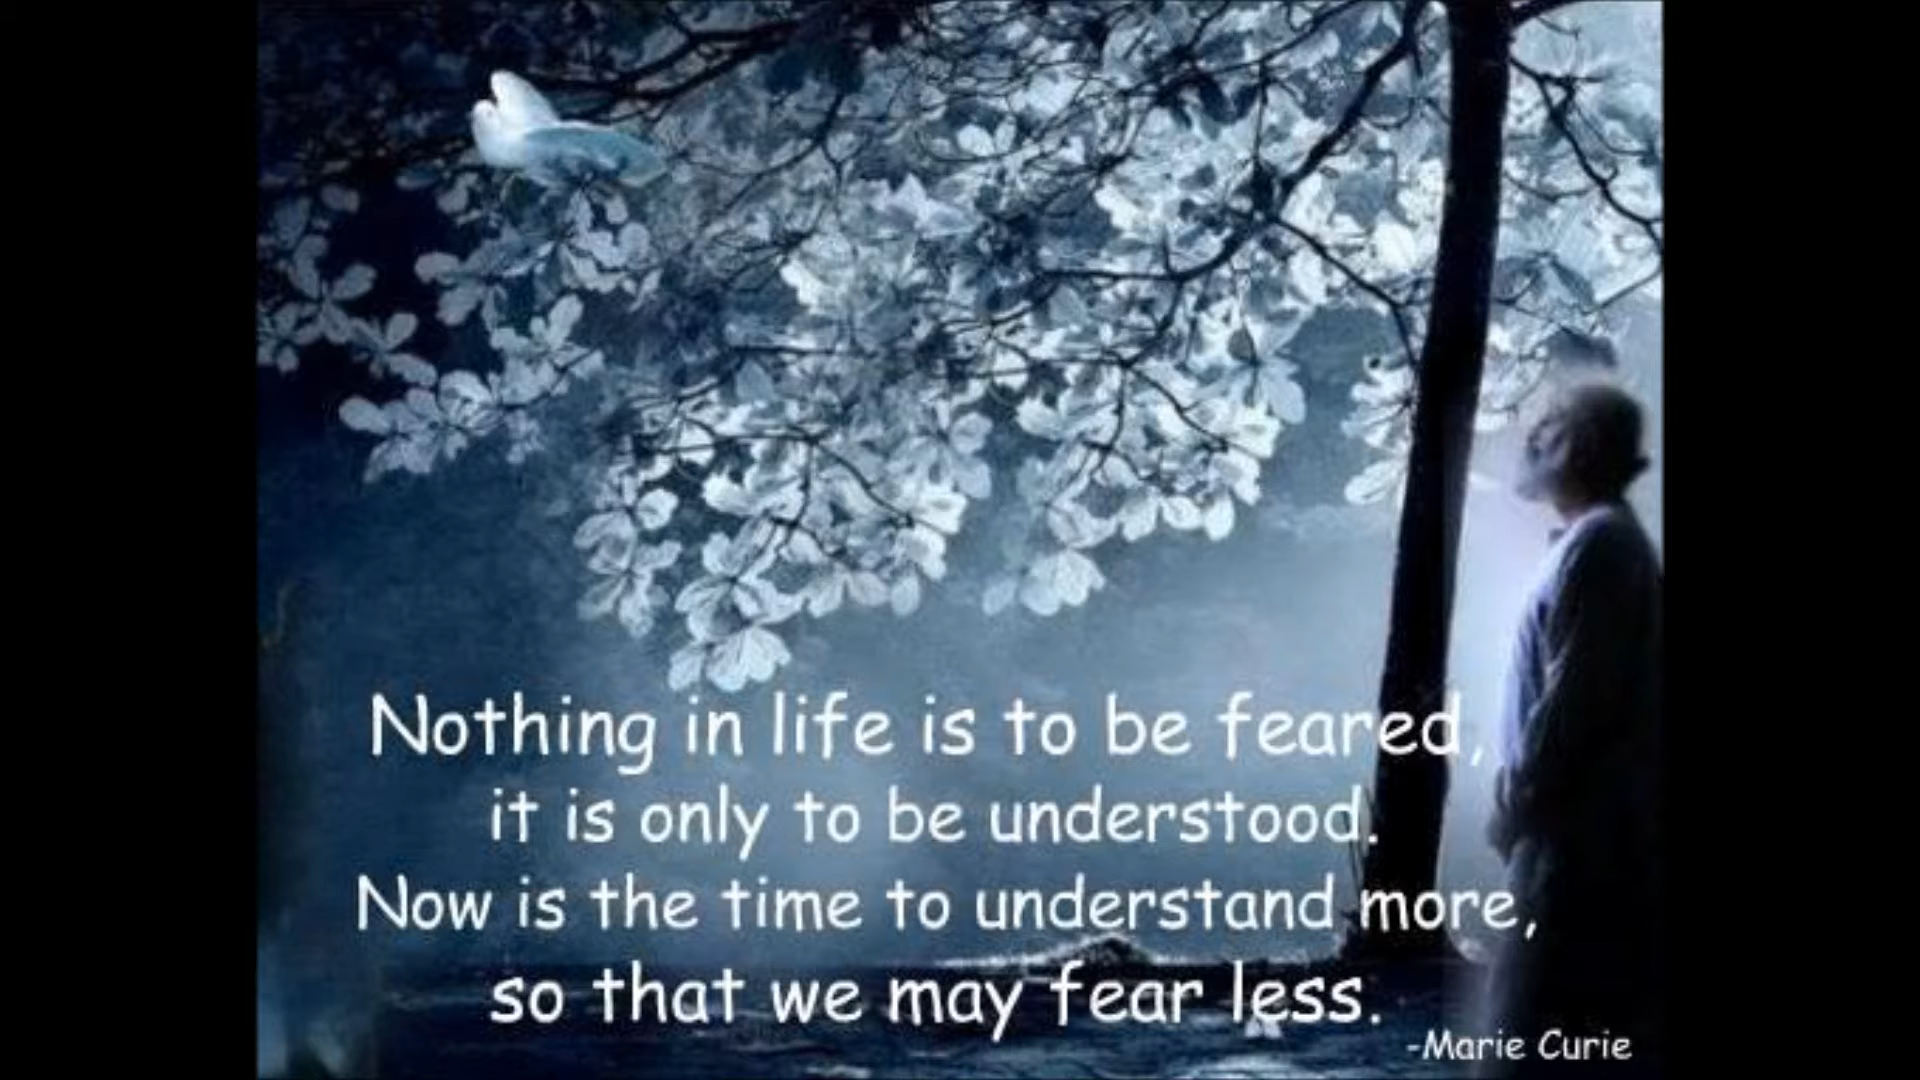 Nothing in life is to be feared,
it is only to be understood.
Now is the time to understand more,
so that we may fear less.
-Marie Curie